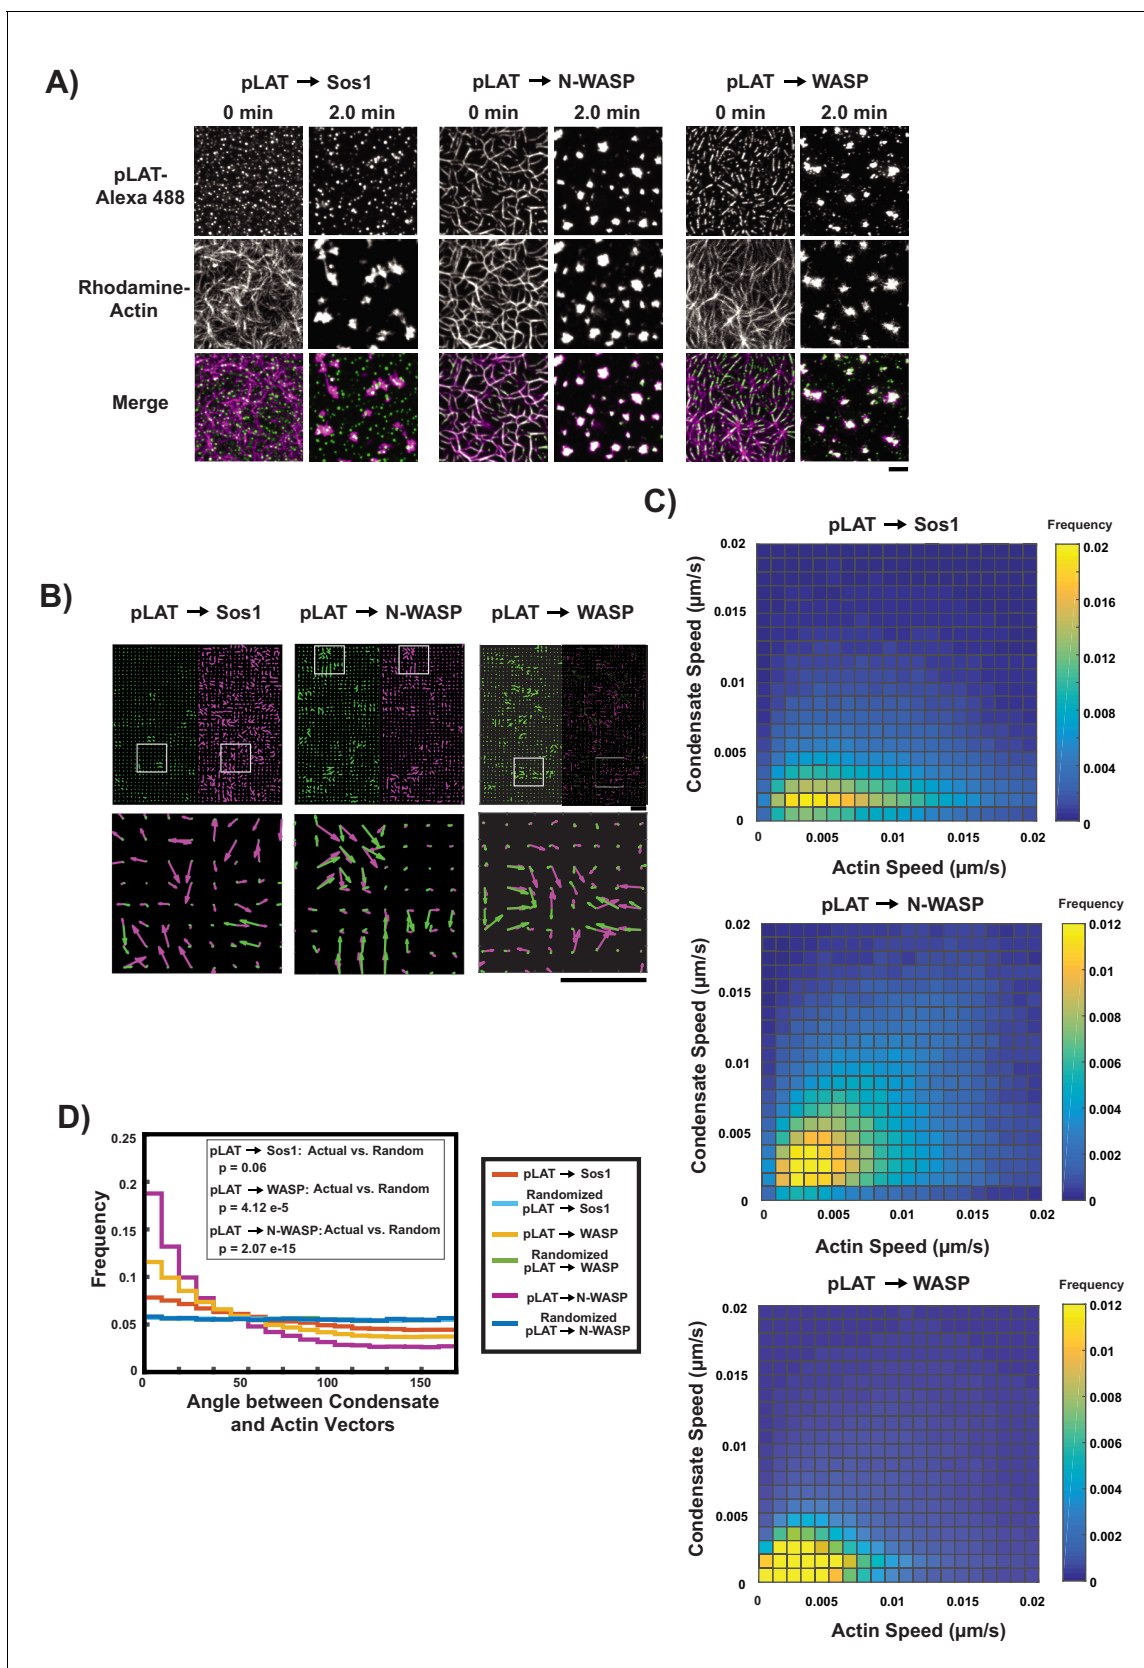 A)
pLAT → Sos1
pLAT → N-WASP
pLAT → WASP
0 min 2.0 min
0 min 2.0 min
0 min 2.0 min
pLAT-
Alexa 488
Rhodamine-
Actin
Merge
B)
pLAT → Sos1
pLAT → N-WASP
pLAT → WASP
C)
pLAT → Sos1
Frequency
Condensate Speed (µm/s)
0.02
0.015
0.01
0.005
0
0 0.005 0.01 0.015 0.02
Actin Speed (µm/s)
0.02
0.016
0.012
0.008
0.004
0
pLAT → N-WASP
Frequency
Condensate Speed (µm/s)
0.02
0.015
0.01
0.005
0
0 0.005 0.01 0.015 0.02
Actin Speed (µm/s)
0.012
0.01
0.008
0.006
0.004
0.002
0
pLAT → WASP
Frequency
Condensate Speed (µm/s)
0.02
0.015
0.01
0.005
0
0 0.005 0.01 0.015 0.02
Actin Speed (µm/s)
0.012
0.01
0.008
0.006
0.004
0.002
0
D)
Frequency
0.25
0.2
0.15
0.1
0.05
0
0 50 100 150
Angle between Condensate
and Actin Vectors
pLAT → Sos1: Actual vs. Random
p = 0.06
pLAT → WASP: Actual vs. Random
p = 4.12 e-5
pLAT → N-WASP: Actual vs. Random
p = 2.07 e-15
pLAT → Sos1
Randomized
pLAT → Sos1
pLAT → WASP
Randomized
pLAT → WASP
pLAT → N-WASP
Randomized
pLAT → N-WASP